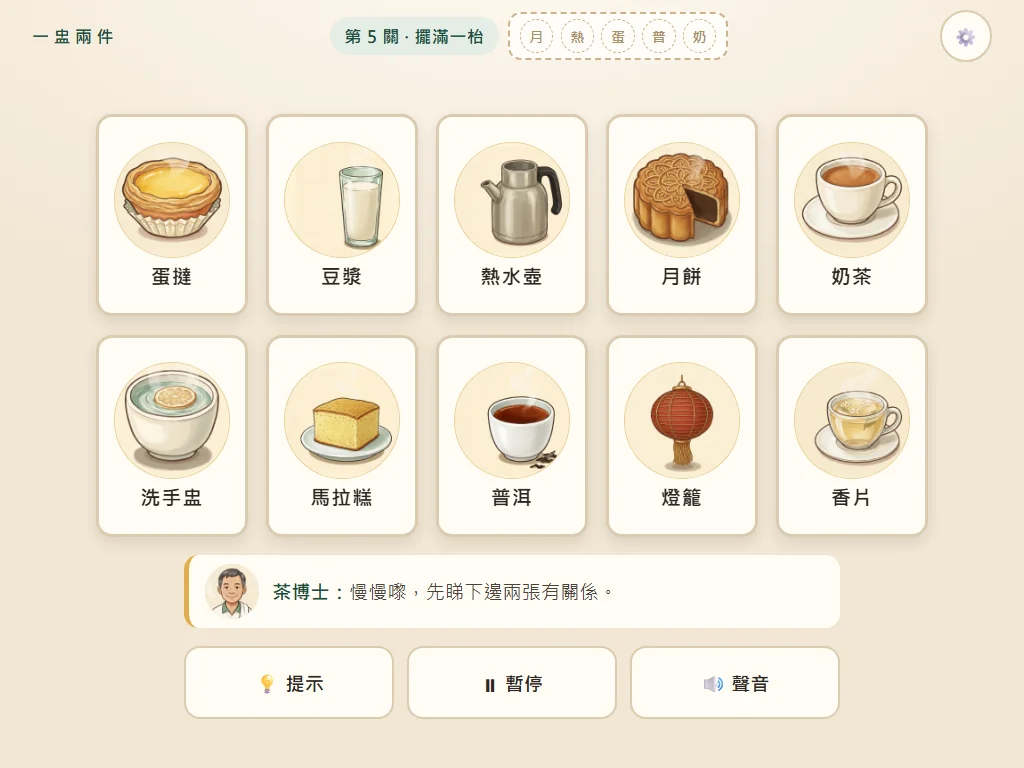 一盅兩件
第 5 關 · 擺滿一枱
月 熱 蛋 普 奶
蛋撻 豆漿 熱水壺 月餅 奶茶
洗手盅 馬拉糕 普洱 燈籠 香片
茶博士：慢慢嚟，先睇下邊兩張有關係。
提示 暫停 聲音